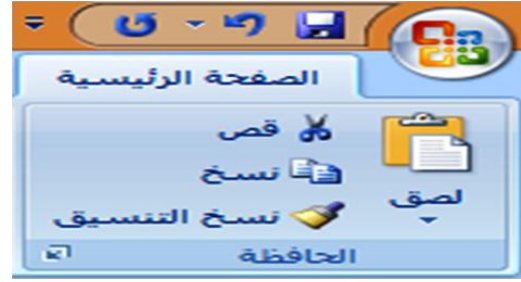 الصفحة الرئيسية
لصق
قص
نسخ
نسخ التنسيق
الحافظة